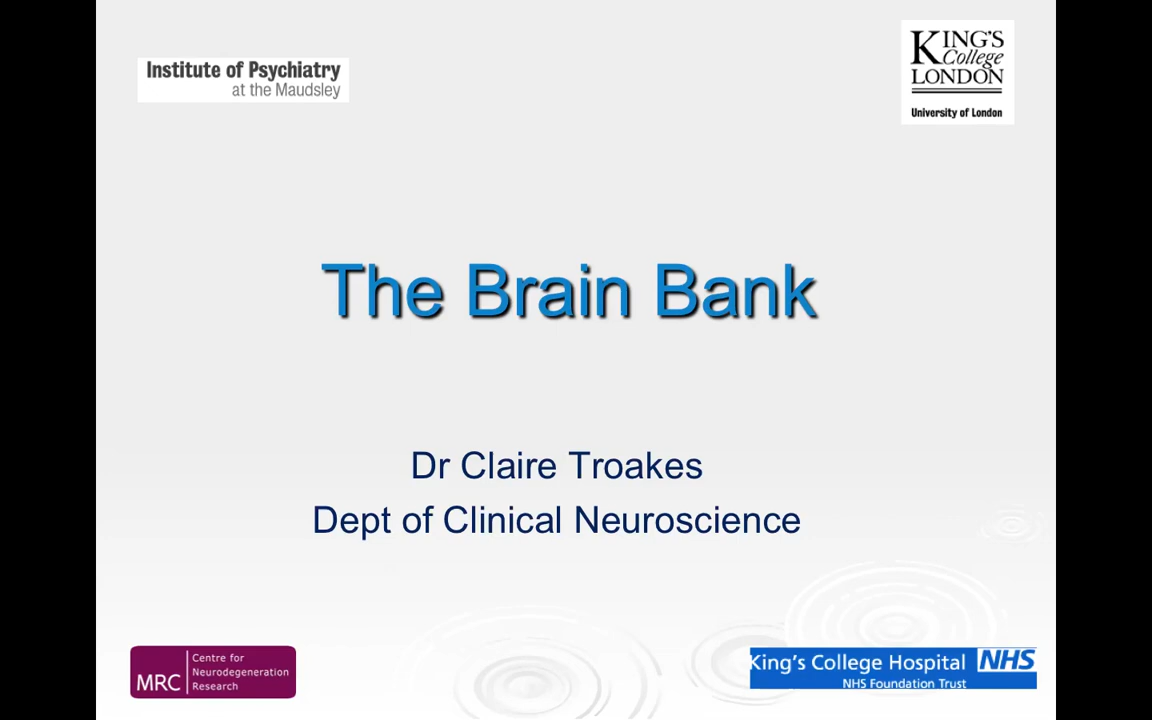 Institute of Psychiatry
at the Maudsley
KING'S
College
LONDON
University of London
The Brain Bank
Dr Claire Troakes
Dept of Clinical Neuroscience
MRC
Centre for
Neurodegeneration
Research
King's College Hospital NHS
NHS Foundation Trust